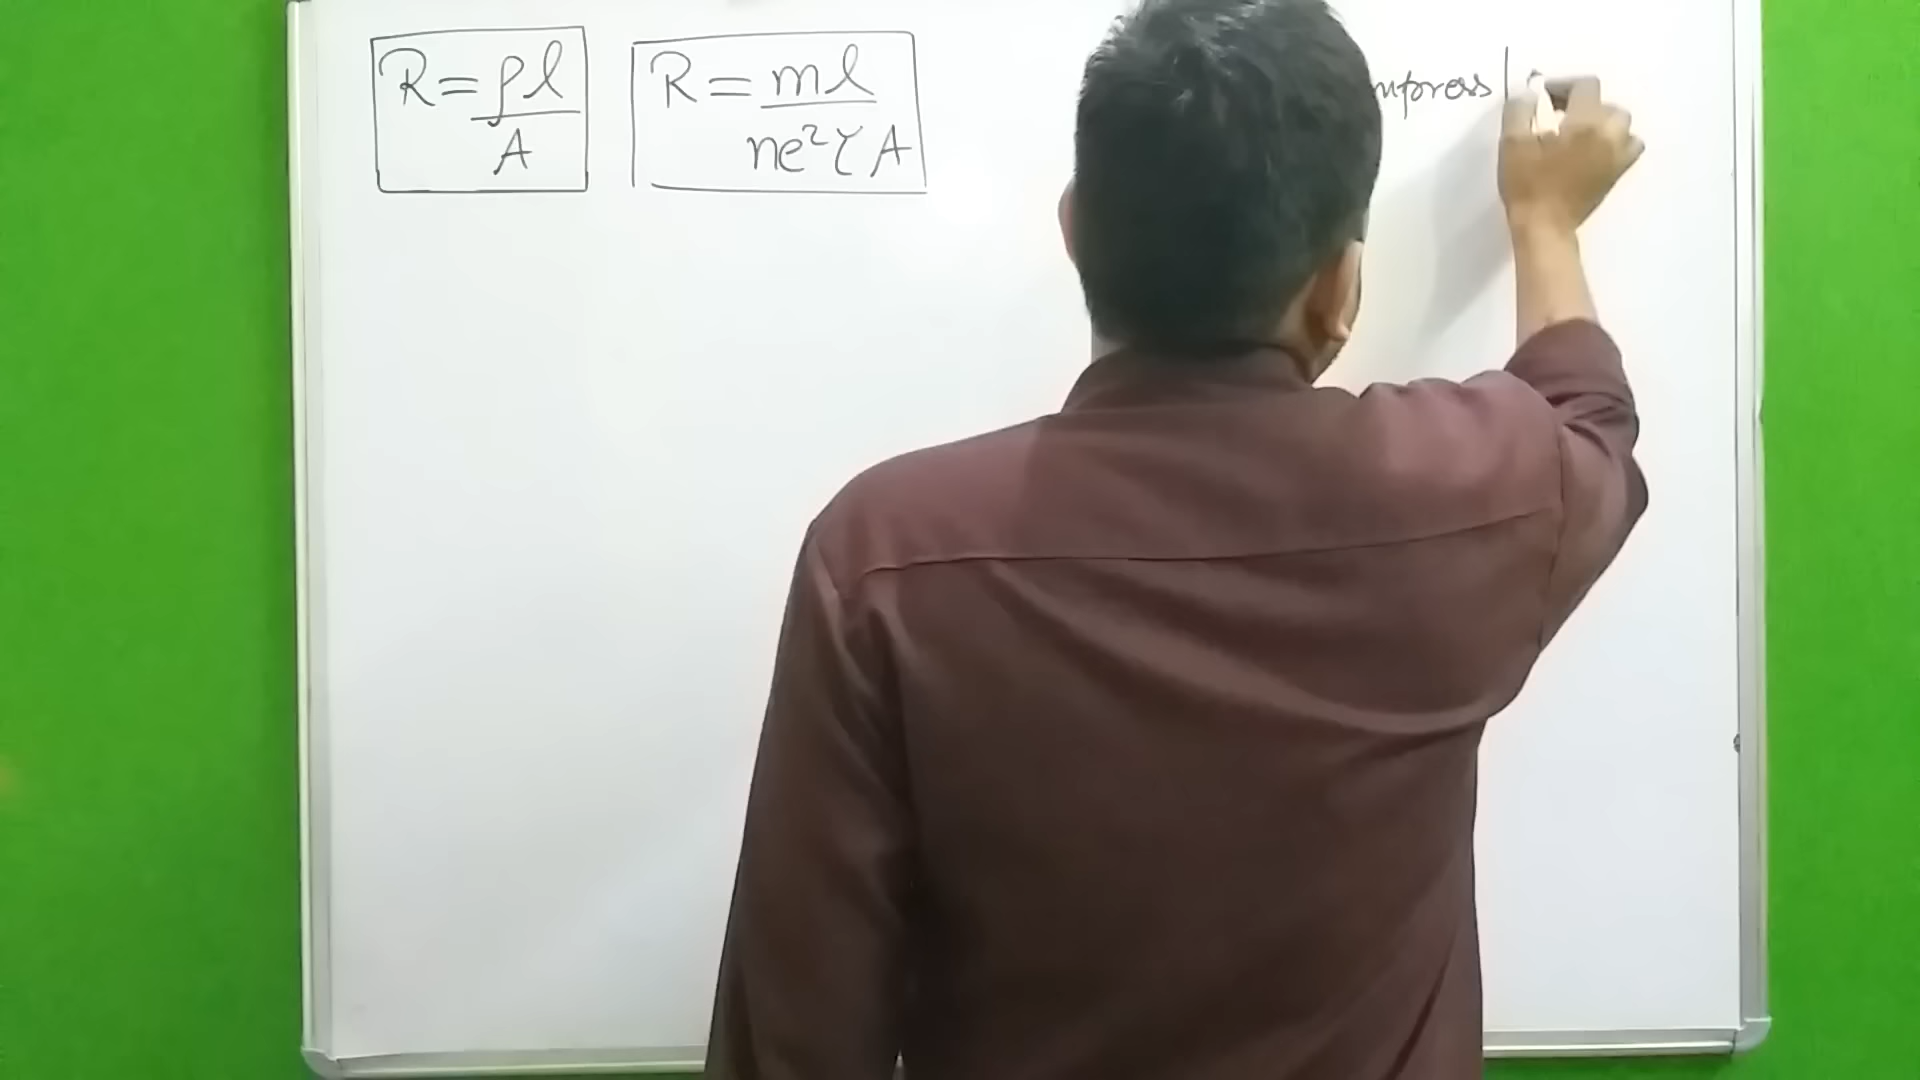 R = ρl / A
R = ml / ne²τA